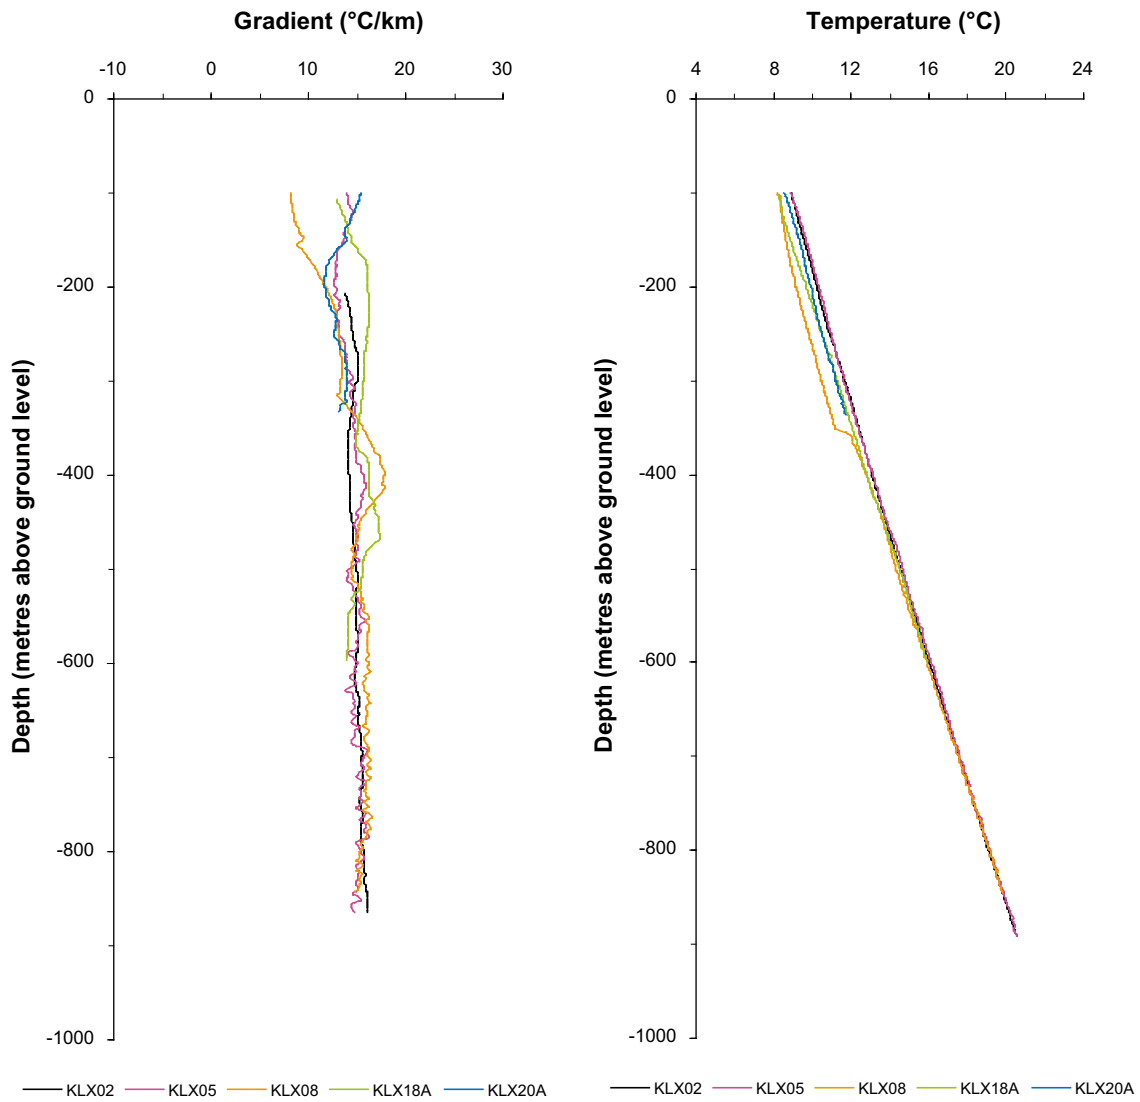 Gradient (°C/km)
-10 0 10 20 30
0
-200
-400
-600
-800
-1000
Depth (metres above ground level)
KLX02 KLX05 KLX08 KLX18A KLX20A
Temperature (°C)
4 8 12 16 20 24
0
-200
-400
-600
-800
-1000
Depth (metres above ground level)
KLX02 KLX05 KLX08 KLX18A KLX20A